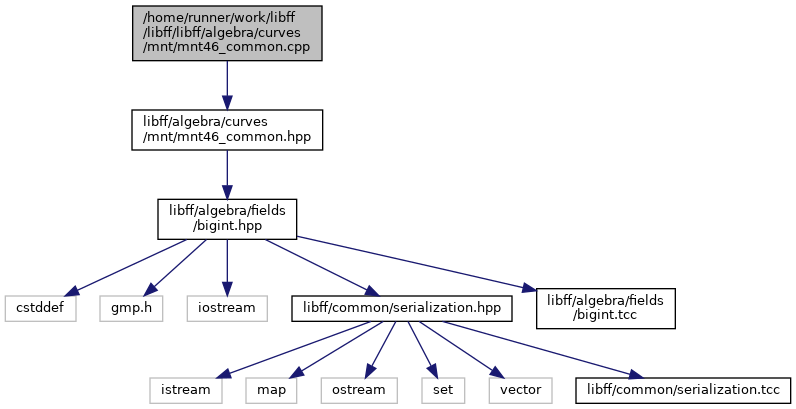 /home/runner/work/libff
/libff/libff/algebra/curves
/mnt/mnt46_common.cpp
libff/algebra/curves
/mnt/mnt46_common.hpp
libff/algebra/fields
/bigint.hpp
cstddef
gmp.h
iostream
libff/common/serialization.hpp
libff/algebra/fields
/bigint.tcc
istream
map
ostream
set
vector
libff/common/serialization.tcc